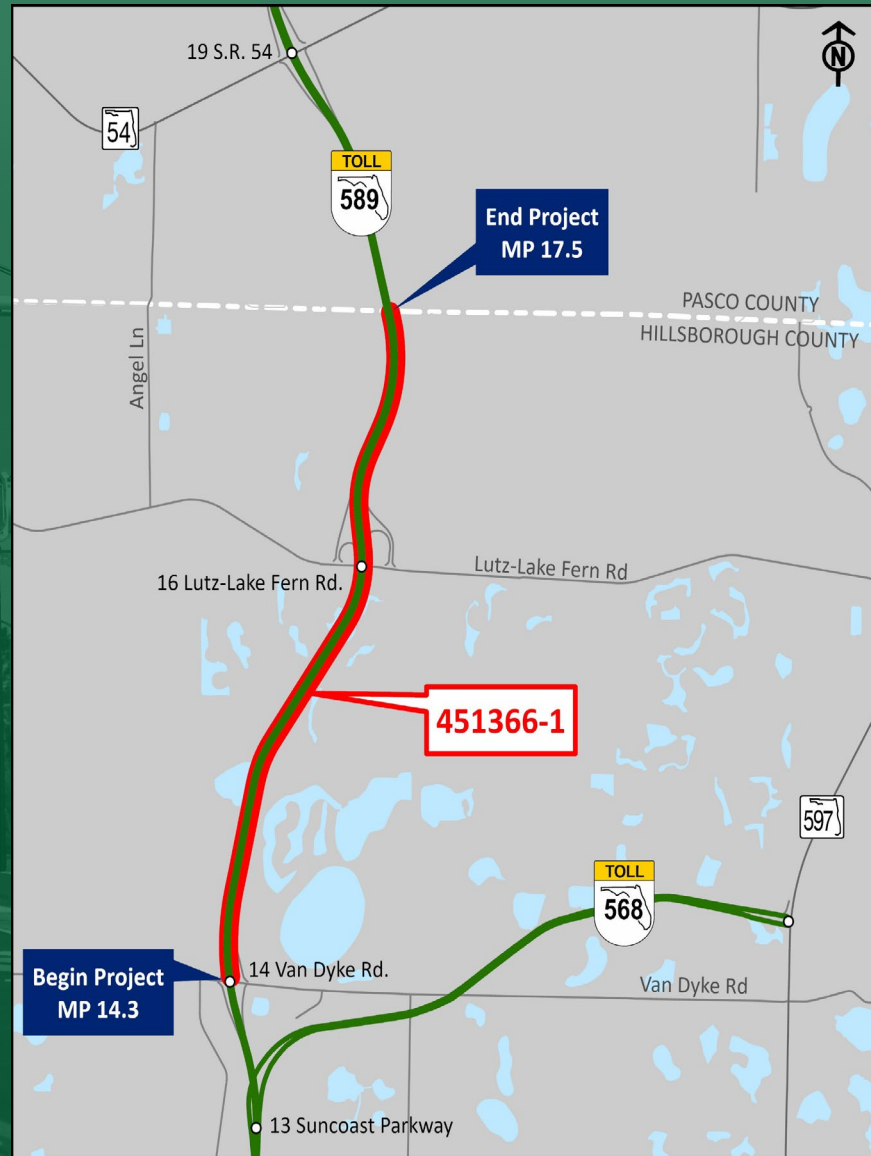 19 S.R. 54
N
54
TOLL
589
End Project
MP 17.5
PASCO COUNTY
HILLSBOROUGH COUNTY
Angel Ln
Lutz-Lake Fern Rd
16 Lutz-Lake Fern Rd.
451366-1
597
TOLL
568
14 Van Dyke Rd.
Begin Project
MP 14.3
Van Dyke Rd
13 Suncoast Parkway